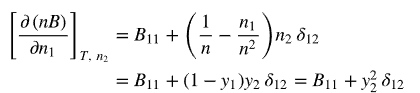 [∂(nB)/∂n₁]_{T, n₂} = B₁₁ + (1/n − n₁/n²) n₂ δ₁₂
= B₁₁ + (1 − y₁)y₂ δ₁₂ = B₁₁ + y₂² δ₁₂